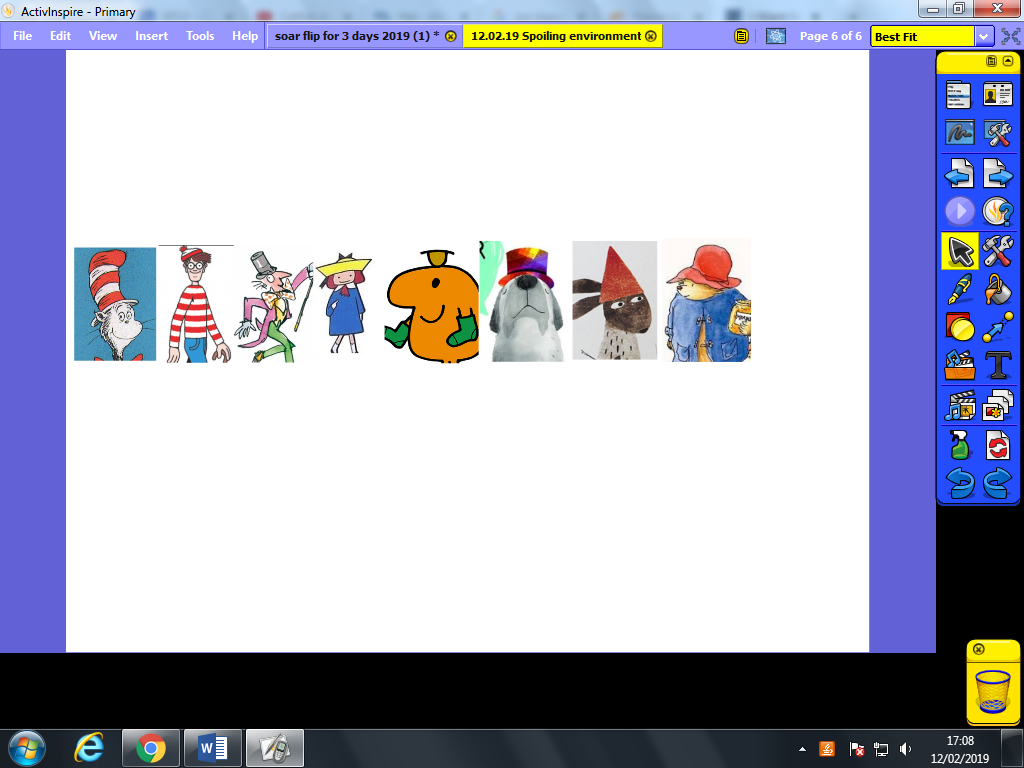 ActivInspire - Primary
File Edit View Insert Tools Help
soar flip for 3 days 2019 (1) * 12.02.19 Spoiling environment
Page 6 of 6 Best Fit
17:08
12/02/2019